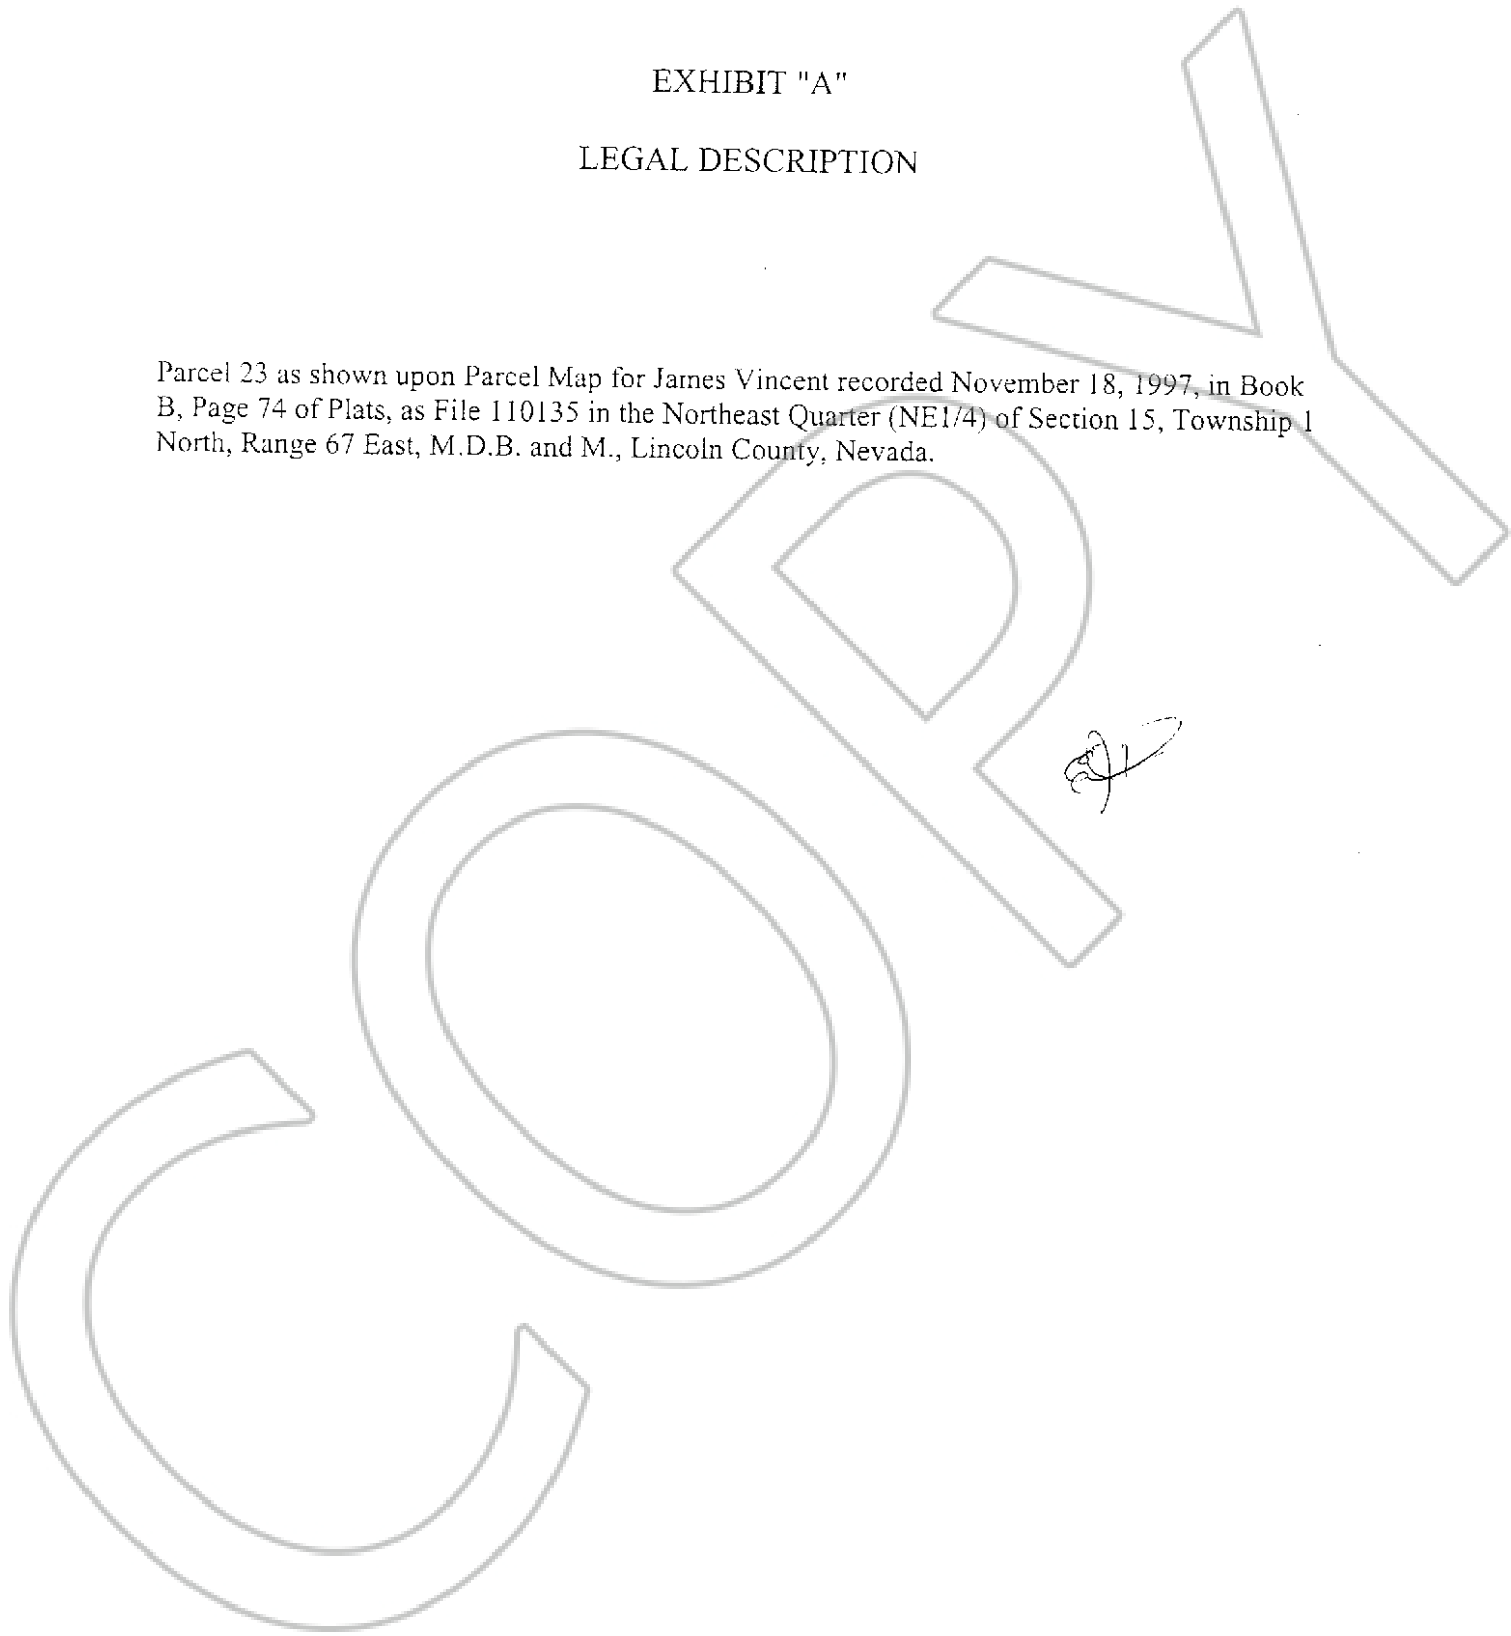 EXHIBIT "A"
LEGAL DESCRIPTION
Parcel 23 as shown upon Parcel Map for James Vincent recorded November 18, 1997, in Book
B, Page 74 of Plats, as File 110135 in the Northeast Quarter (NE1/4) of Section 15, Township 1
North, Range 67 East, M.D.B. and M., Lincoln County, Nevada.
COPY